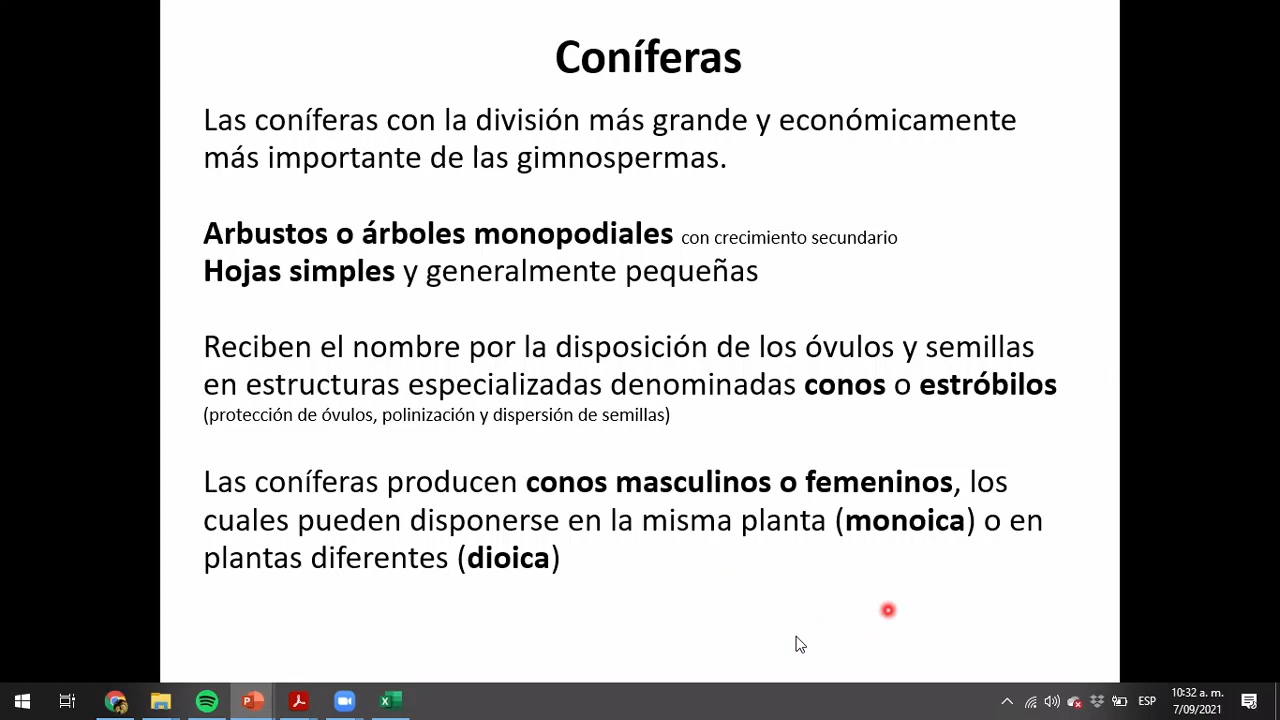 Coníferas
Las coníferas con la división más grande y económicamente
más importante de las gimnospermas.
Arbustos o árboles monopodiales con crecimiento secundario
Hojas simples y generalmente pequeñas
Reciben el nombre por la disposición de los óvulos y semillas
en estructuras especializadas denominadas conos o estróbilos
(protección de óvulos, polinización y dispersión de semillas)
Las coníferas producen conos masculinos o femeninos, los
cuales pueden disponerse en la misma planta (monoica) o en
plantas diferentes (dioica)
ESP
10:32 a. m.
7/09/2021